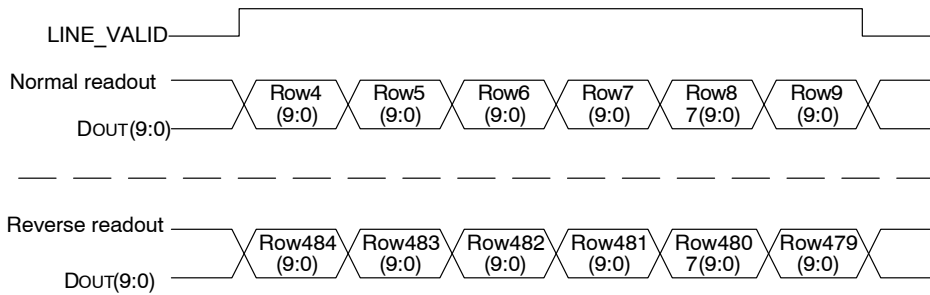 LINE_VALID
Normal readout
Row4 Row5 Row6 Row7 Row8 Row9
(9:0) (9:0) (9:0) (9:0) 7(9:0) (9:0)
DOUT(9:0)
Reverse readout
Row484 Row483 Row482 Row481 Row480 Row479
(9:0) (9:0) (9:0) (9:0) 7(9:0) (9:0)
DOUT(9:0)